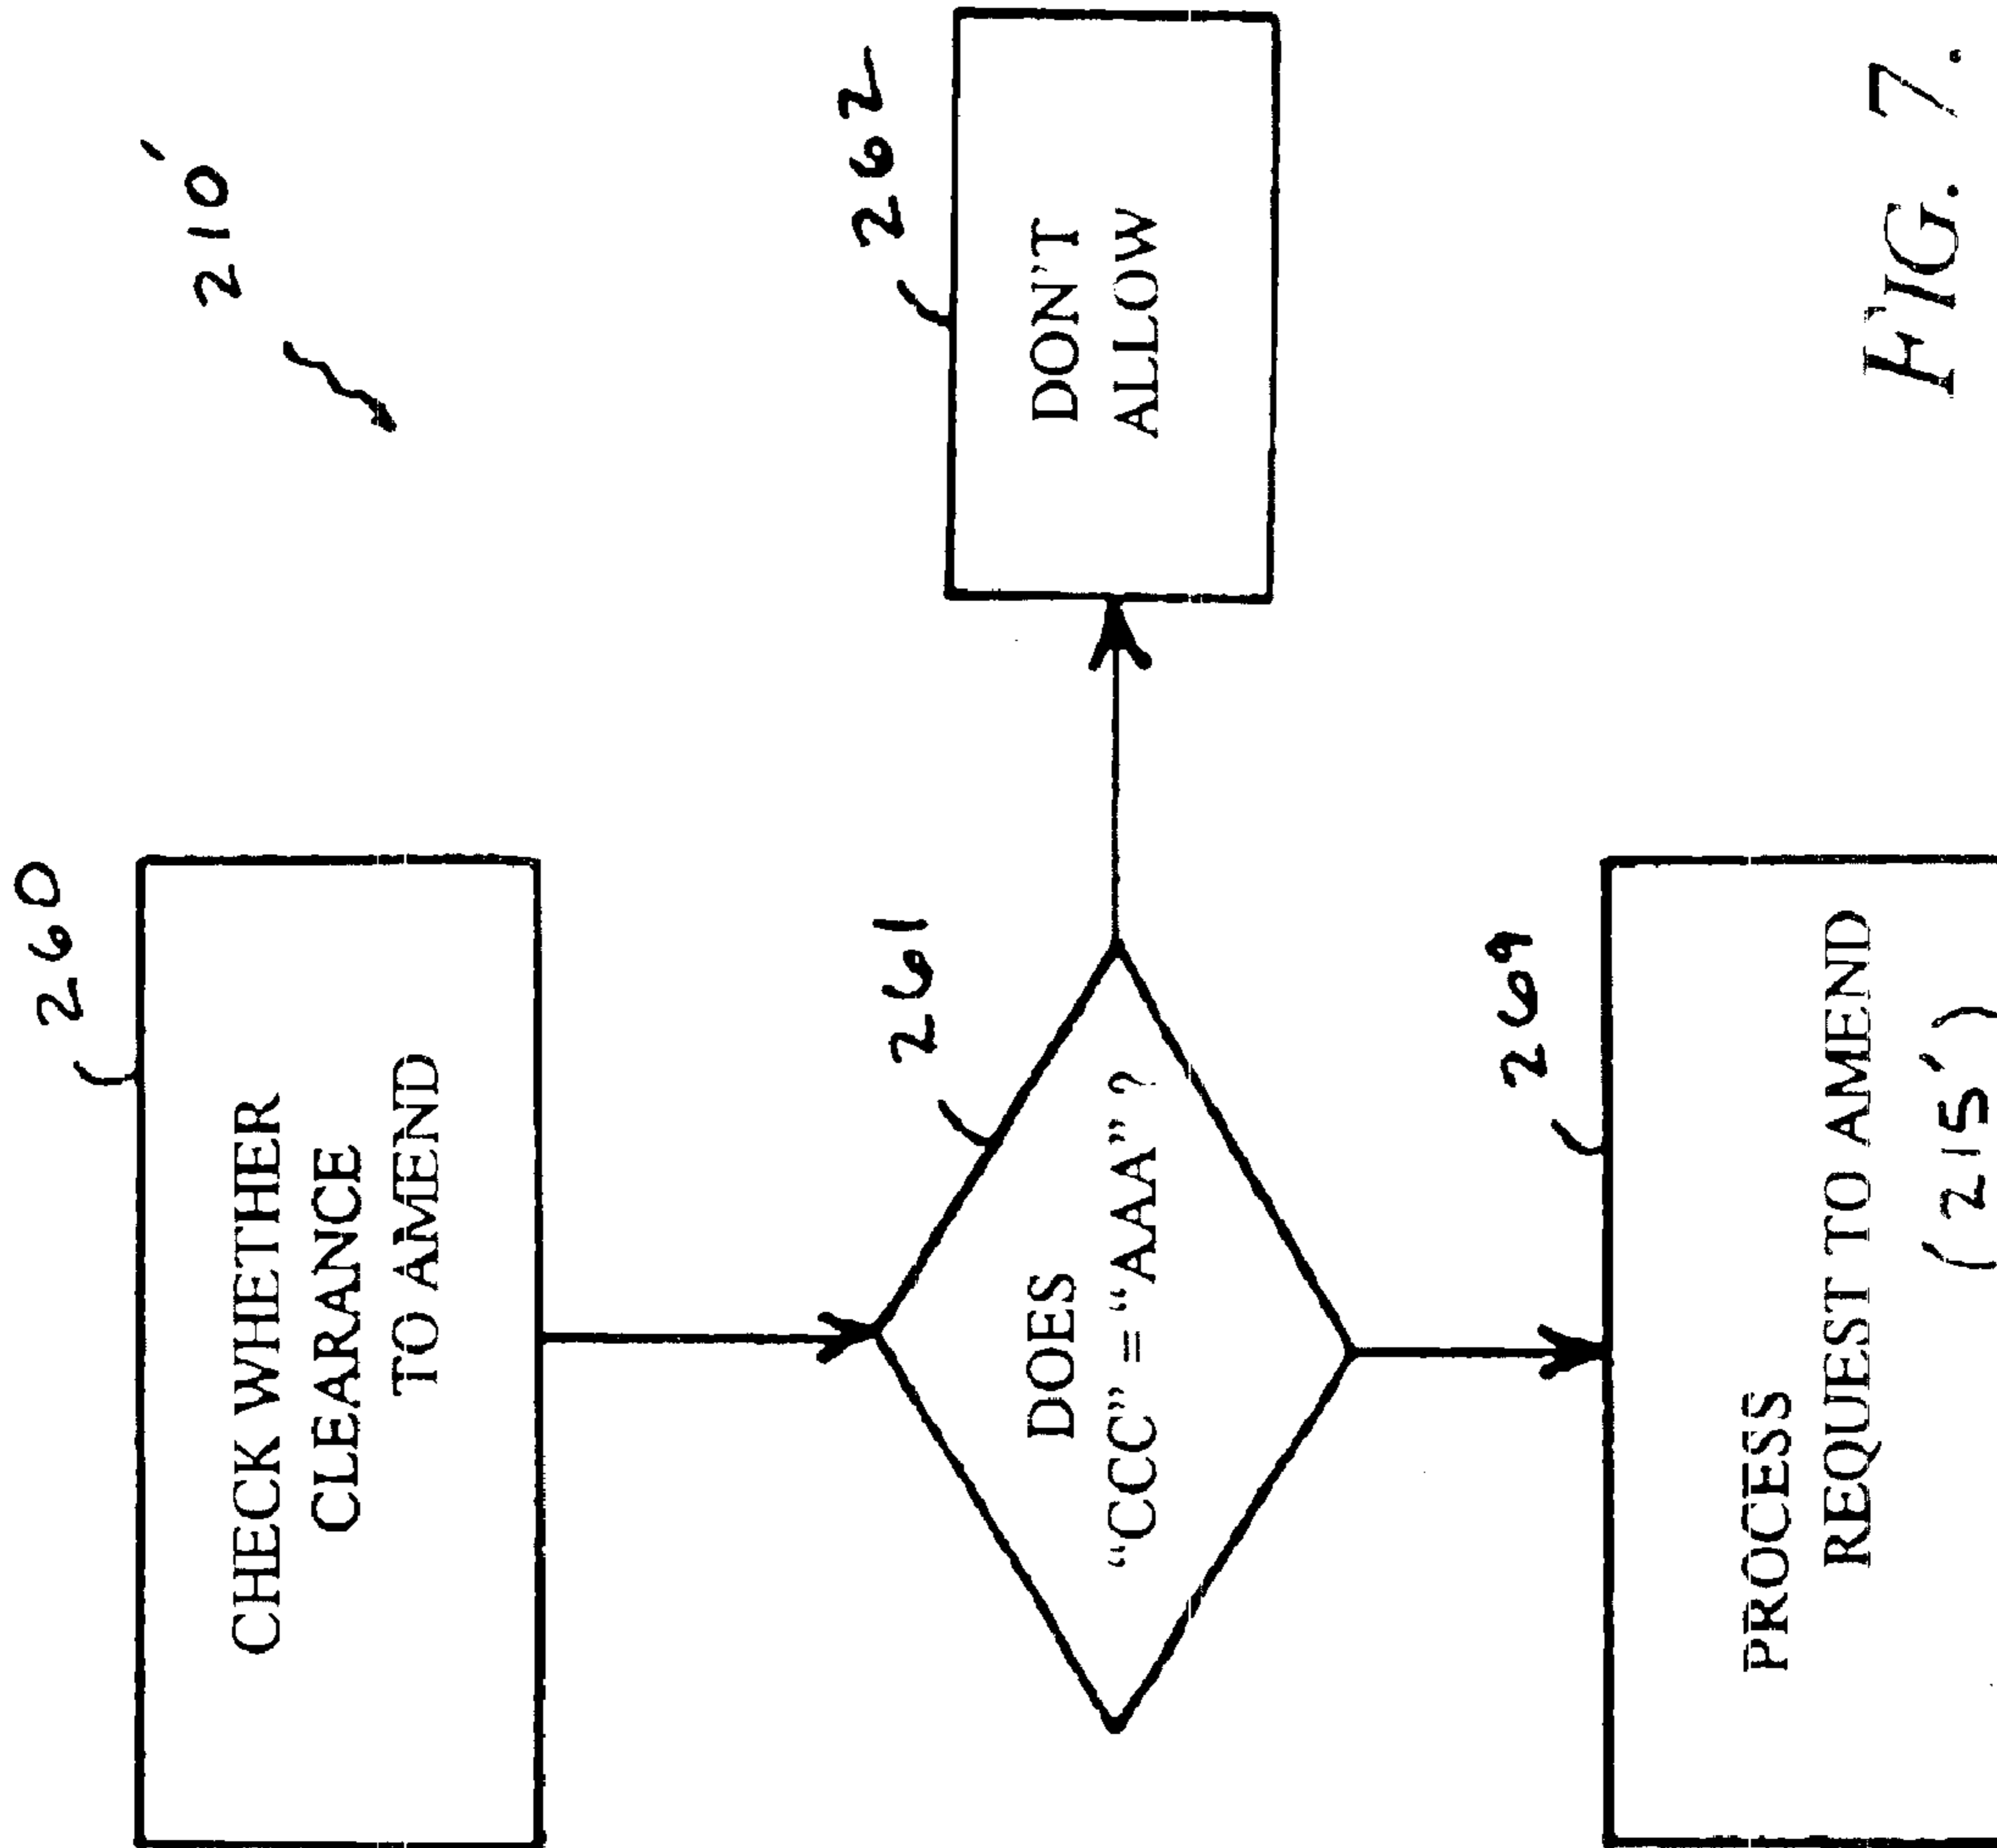 260
210'
CHECK WHETHER
CLEARANCE
TO AMEND
261
262
DOES
"CCC" = "AAA" ?
DON'T
ALLOW
269
PROCESS
REQUEST TO AMEND
(215')
FIG. 7.